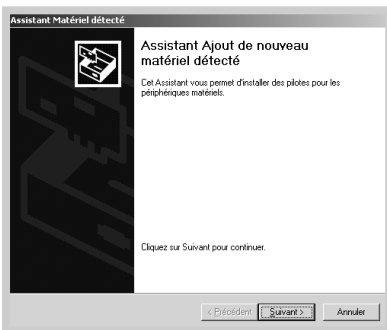 Assistant Matériel détecté
Assistant Ajout de nouveau
matériel détecté
Cet Assistant vous permet d'installer des pilotes pour les
périphériques matériels.
Cliquez sur Suivant pour continuer.
< Précédent Suivant > Annuler